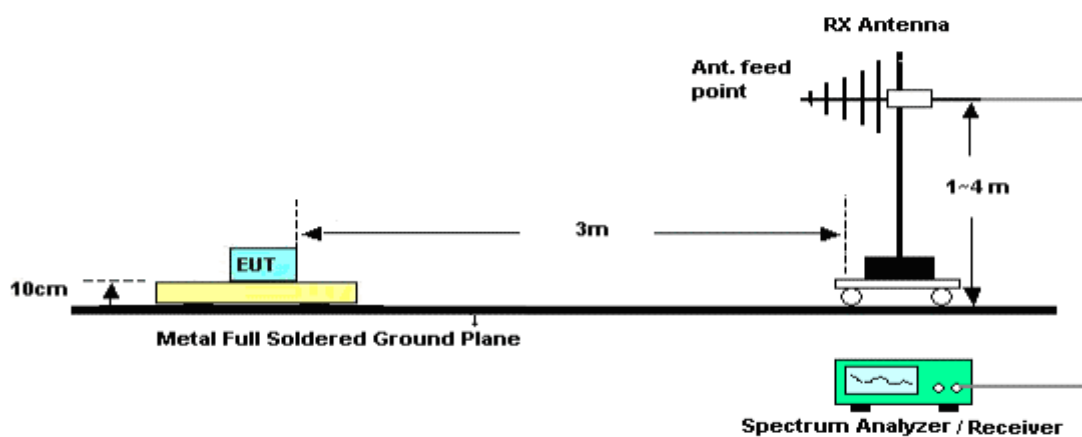 RX Antenna
Ant. feed
point
1~4 m
3m
EUT
10cm
Metal Full Soldered Ground Plane
Spectrum Analyzer / Receiver